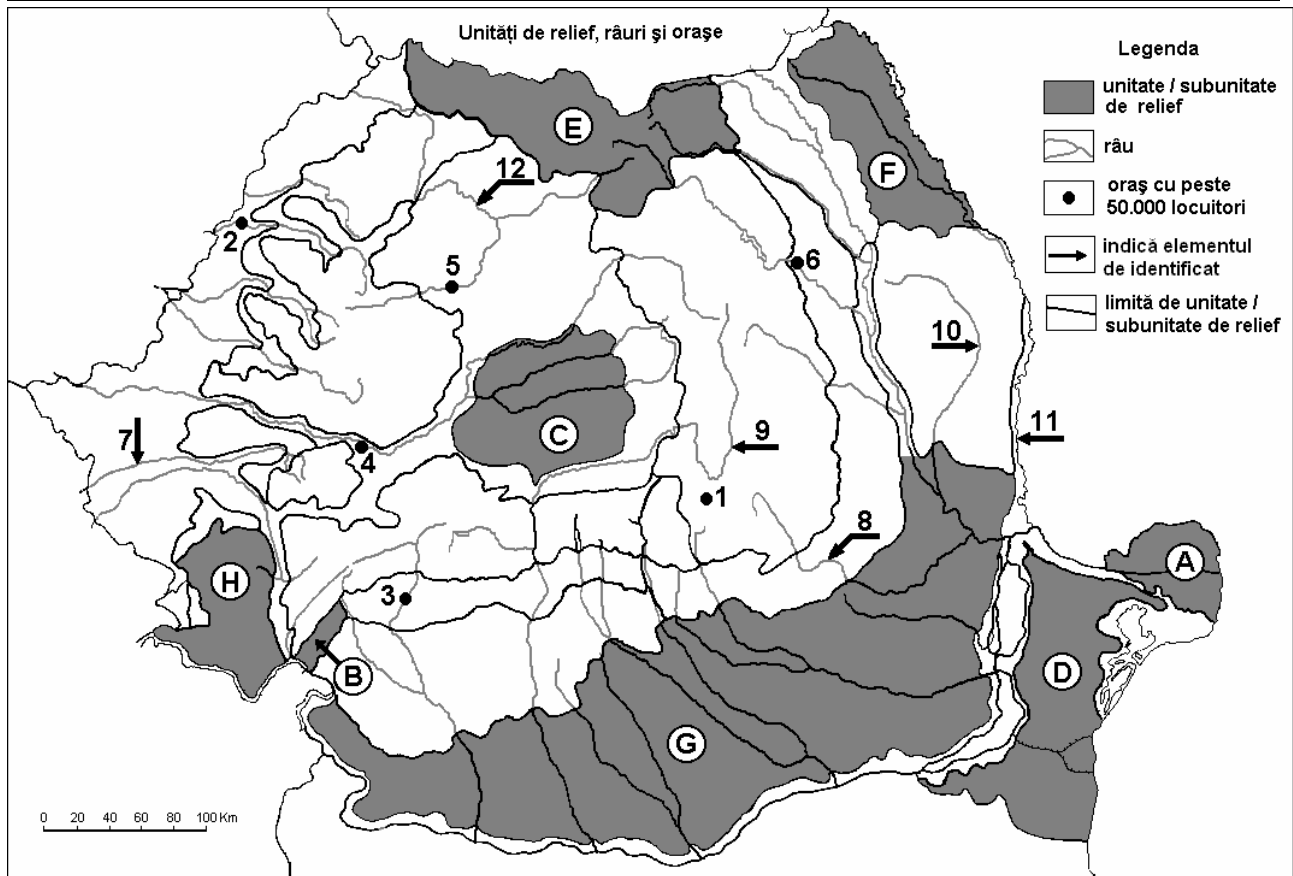 Unități de relief, râuri și orașe
Legenda
unitate / subunitate
de relief
râu
oraș cu peste
50.000 locuitori
indică elementul
de identificat
limită de unitate /
subunitate de relief
E
F
12
2
5
6
10
C
7
4
9
11
1
8
A
H
3
B
D
G
0 20 40 60 80 100 Km